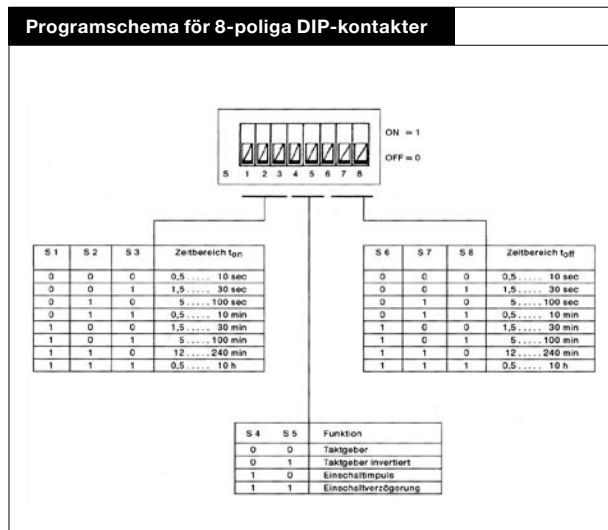 Programschema för 8-poliga DIP-kontakter
ON = 1
OFF = 0
S 1 2 3 4 5 6 7 8
S 1 S 2 S 3 Zeitbereich ton
0 0 0 0,5..... 10 sec
0 0 1 1,5..... 30 sec
0 1 0 5.....100 sec
0 1 1 0,5..... 10 min
1 0 0 1,5..... 30 min
1 0 1 5.....100 min
1 1 0 12.....240 min
1 1 1 0,5..... 10 h
S 6 S 7 S 8 Zeitbereich toff
0 0 0 0,5..... 10 sec
0 0 1 1,5..... 30 sec
0 1 0 5.....100 sec
0 1 1 0,5..... 10 min
1 0 0 1,5..... 30 min
1 0 1 5.....100 min
1 1 0 12.....240 min
1 1 1 0,5..... 10 h
S 4 S 5 Funktion
0 0 Taktgeber
0 1 Taktgeber invertiert
1 0 Einschaltimpuls
1 1 Einschaltverzögerung